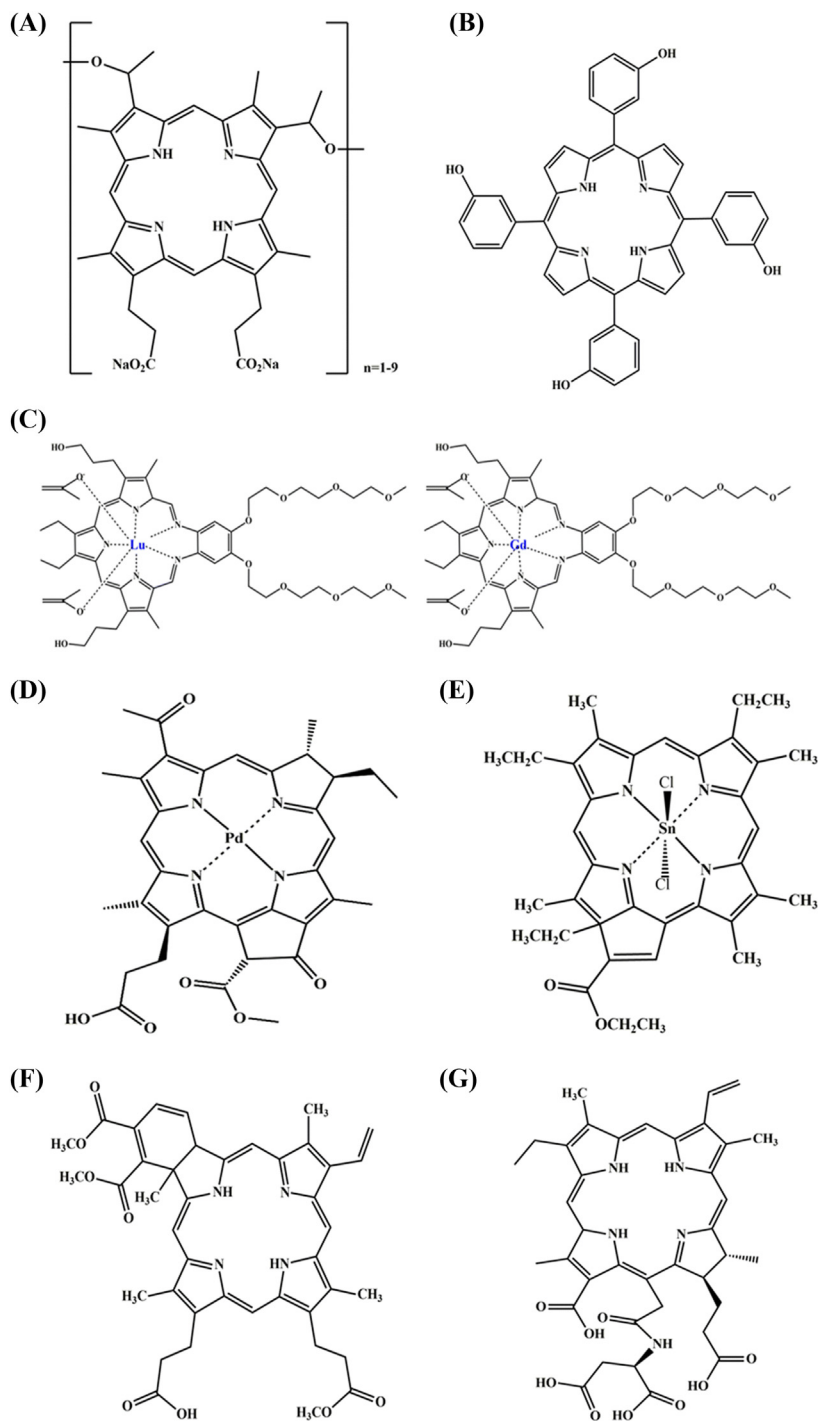 (A)
O
O
NH
N
N
HN
NaO₂C
CO₂Na
n=1-9
(B)
OH
HO
NH
N
N
HN
OH
HO
(C)
HO
O⁻
N
N
N
Lu
N
N
O⁻
HO
O
O
O
O
O
O
O
O
HO
O⁻
N
N
N
Gd
N
N
O⁻
HO
O
O
O
O
O
O
O
O
(D)
O
N
N
Pd
N
N
O
O
O
HO
O
(E)
CH₂CH₃
H₃C
H₃CH₂C
CH₃
Cl
N
N
Sn
N
N
Cl
H₃C
CH₃
H₃CH₂C
CH₃
O
OCH₂CH₃
(F)
O
H₃CO
H₃CO
O
H₃C
CH₃
NH
N
N
HN
H₃C
CH₃
O
OH
H₃CO
O
(G)
H₃C
CH₃
NH
HN
NH
N
O
OH
O
NH
HO
O
HO
O
HO
O